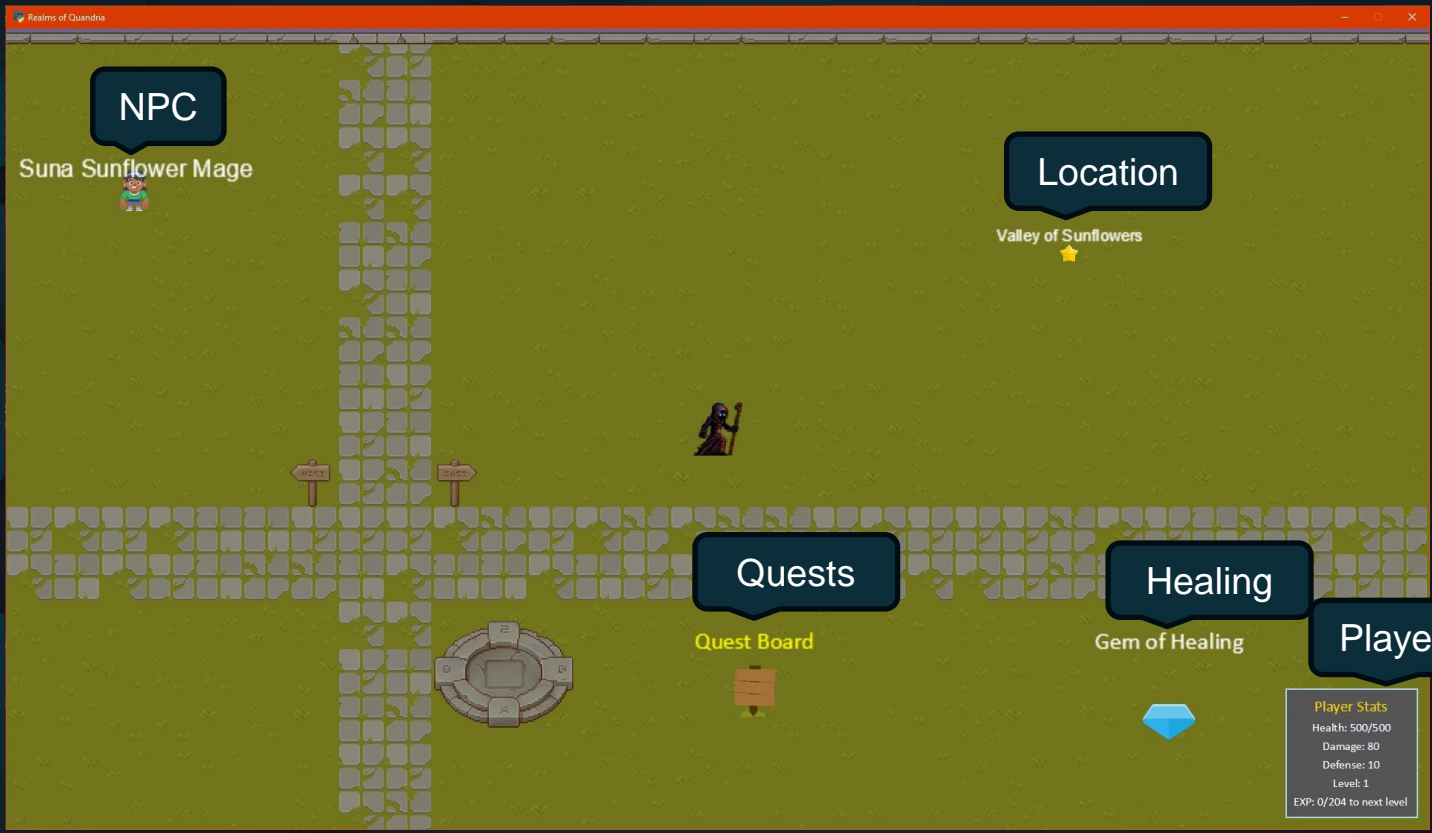 Realms of Quandria
NPC
Suna Sunflower Mage
Location
Valley of Sunflowers
WEST
EAST
Quests
Quest Board
Healing
Gem of Healing
Playe
Player Stats
Health: 500/500
Damage: 80
Defense: 10
Level: 1
EXP: 0/204 to next level